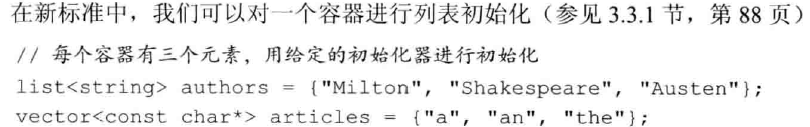 在新标准中，我们可以对一个容器进行列表初始化（参见 3.3.1 节，第 88 页）
// 每个容器有三个元素，用给定的初始化器进行初始化
list<string> authors = {"Milton", "Shakespeare", "Austen"};
vector<const char*> articles = {"a", "an", "the"};